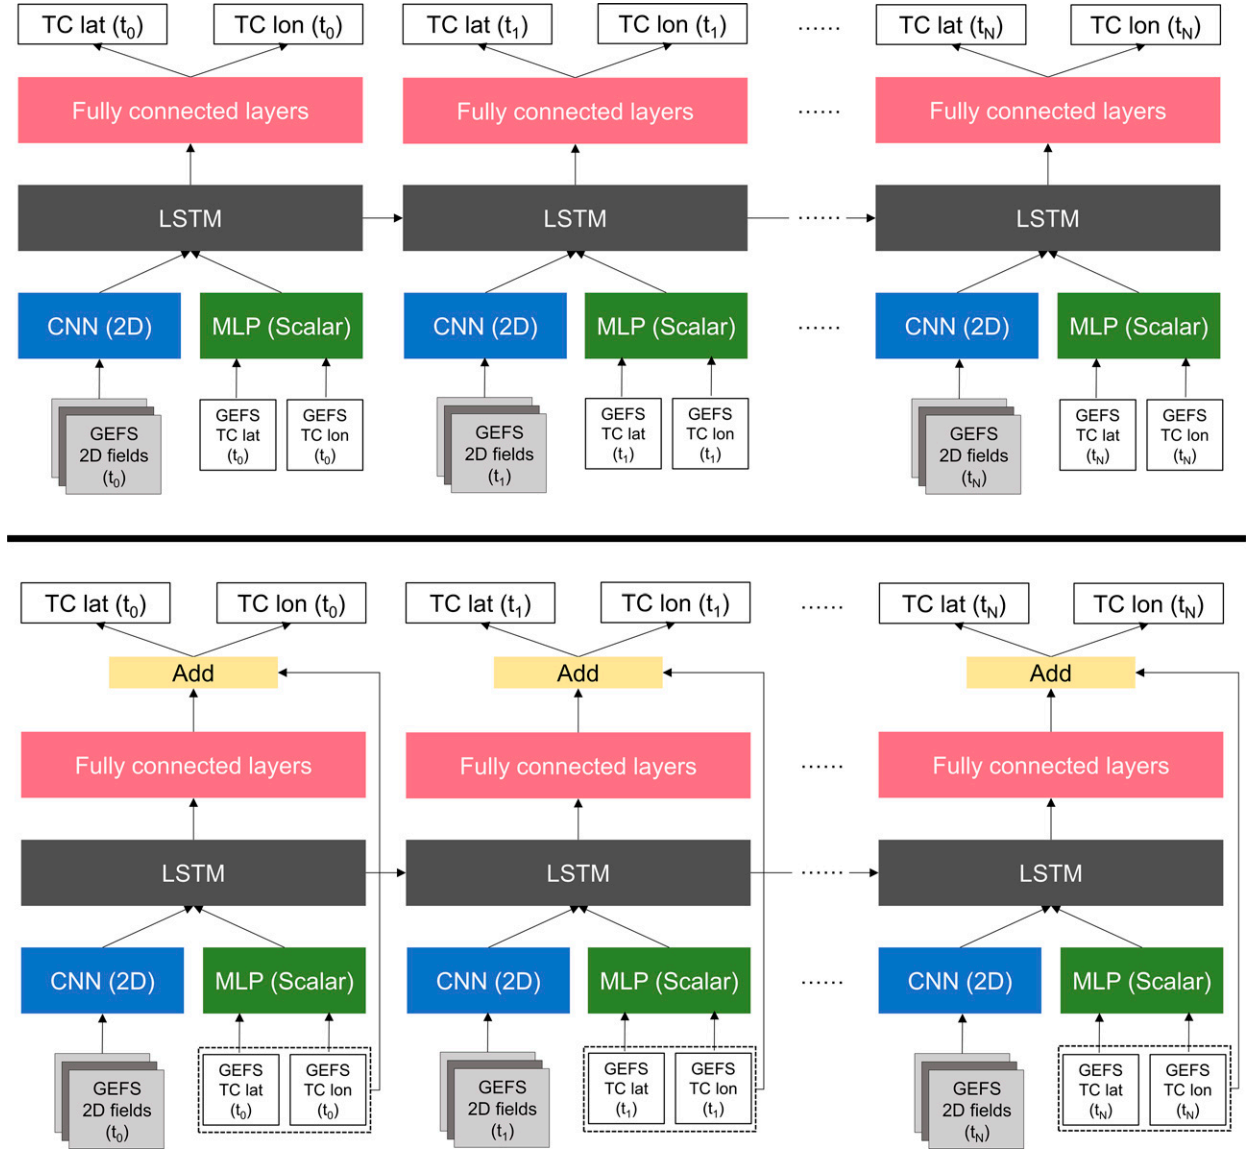 TC lat (t0) TC lon (t0) TC lat (t1) TC lon (t1) ...... TC lat (tN) TC lon (tN)
Fully connected layers Fully connected layers ...... Fully connected layers
LSTM LSTM ...... LSTM
CNN (2D) MLP (Scalar) CNN (2D) MLP (Scalar) ...... CNN (2D) MLP (Scalar)
GEFS
2D fields
(t0)
GEFS
TC lat
(t0)
GEFS
TC lon
(t0)
GEFS
2D fields
(t1)
GEFS
TC lat
(t1)
GEFS
TC lon
(t1)
GEFS
2D fields
(tN)
GEFS
TC lat
(tN)
GEFS
TC lon
(tN)
TC lat (t0) TC lon (t0) TC lat (t1) TC lon (t1) ...... TC lat (tN) TC lon (tN)
Add Add Add
Fully connected layers Fully connected layers ...... Fully connected layers
LSTM LSTM ...... LSTM
CNN (2D) MLP (Scalar) CNN (2D) MLP (Scalar) ...... CNN (2D) MLP (Scalar)
GEFS
2D fields
(t0)
GEFS
TC lat
(t0)
GEFS
TC lon
(t0)
GEFS
2D fields
(t1)
GEFS
TC lat
(t1)
GEFS
TC lon
(t1)
GEFS
2D fields
(tN)
GEFS
TC lat
(tN)
GEFS
TC lon
(tN)